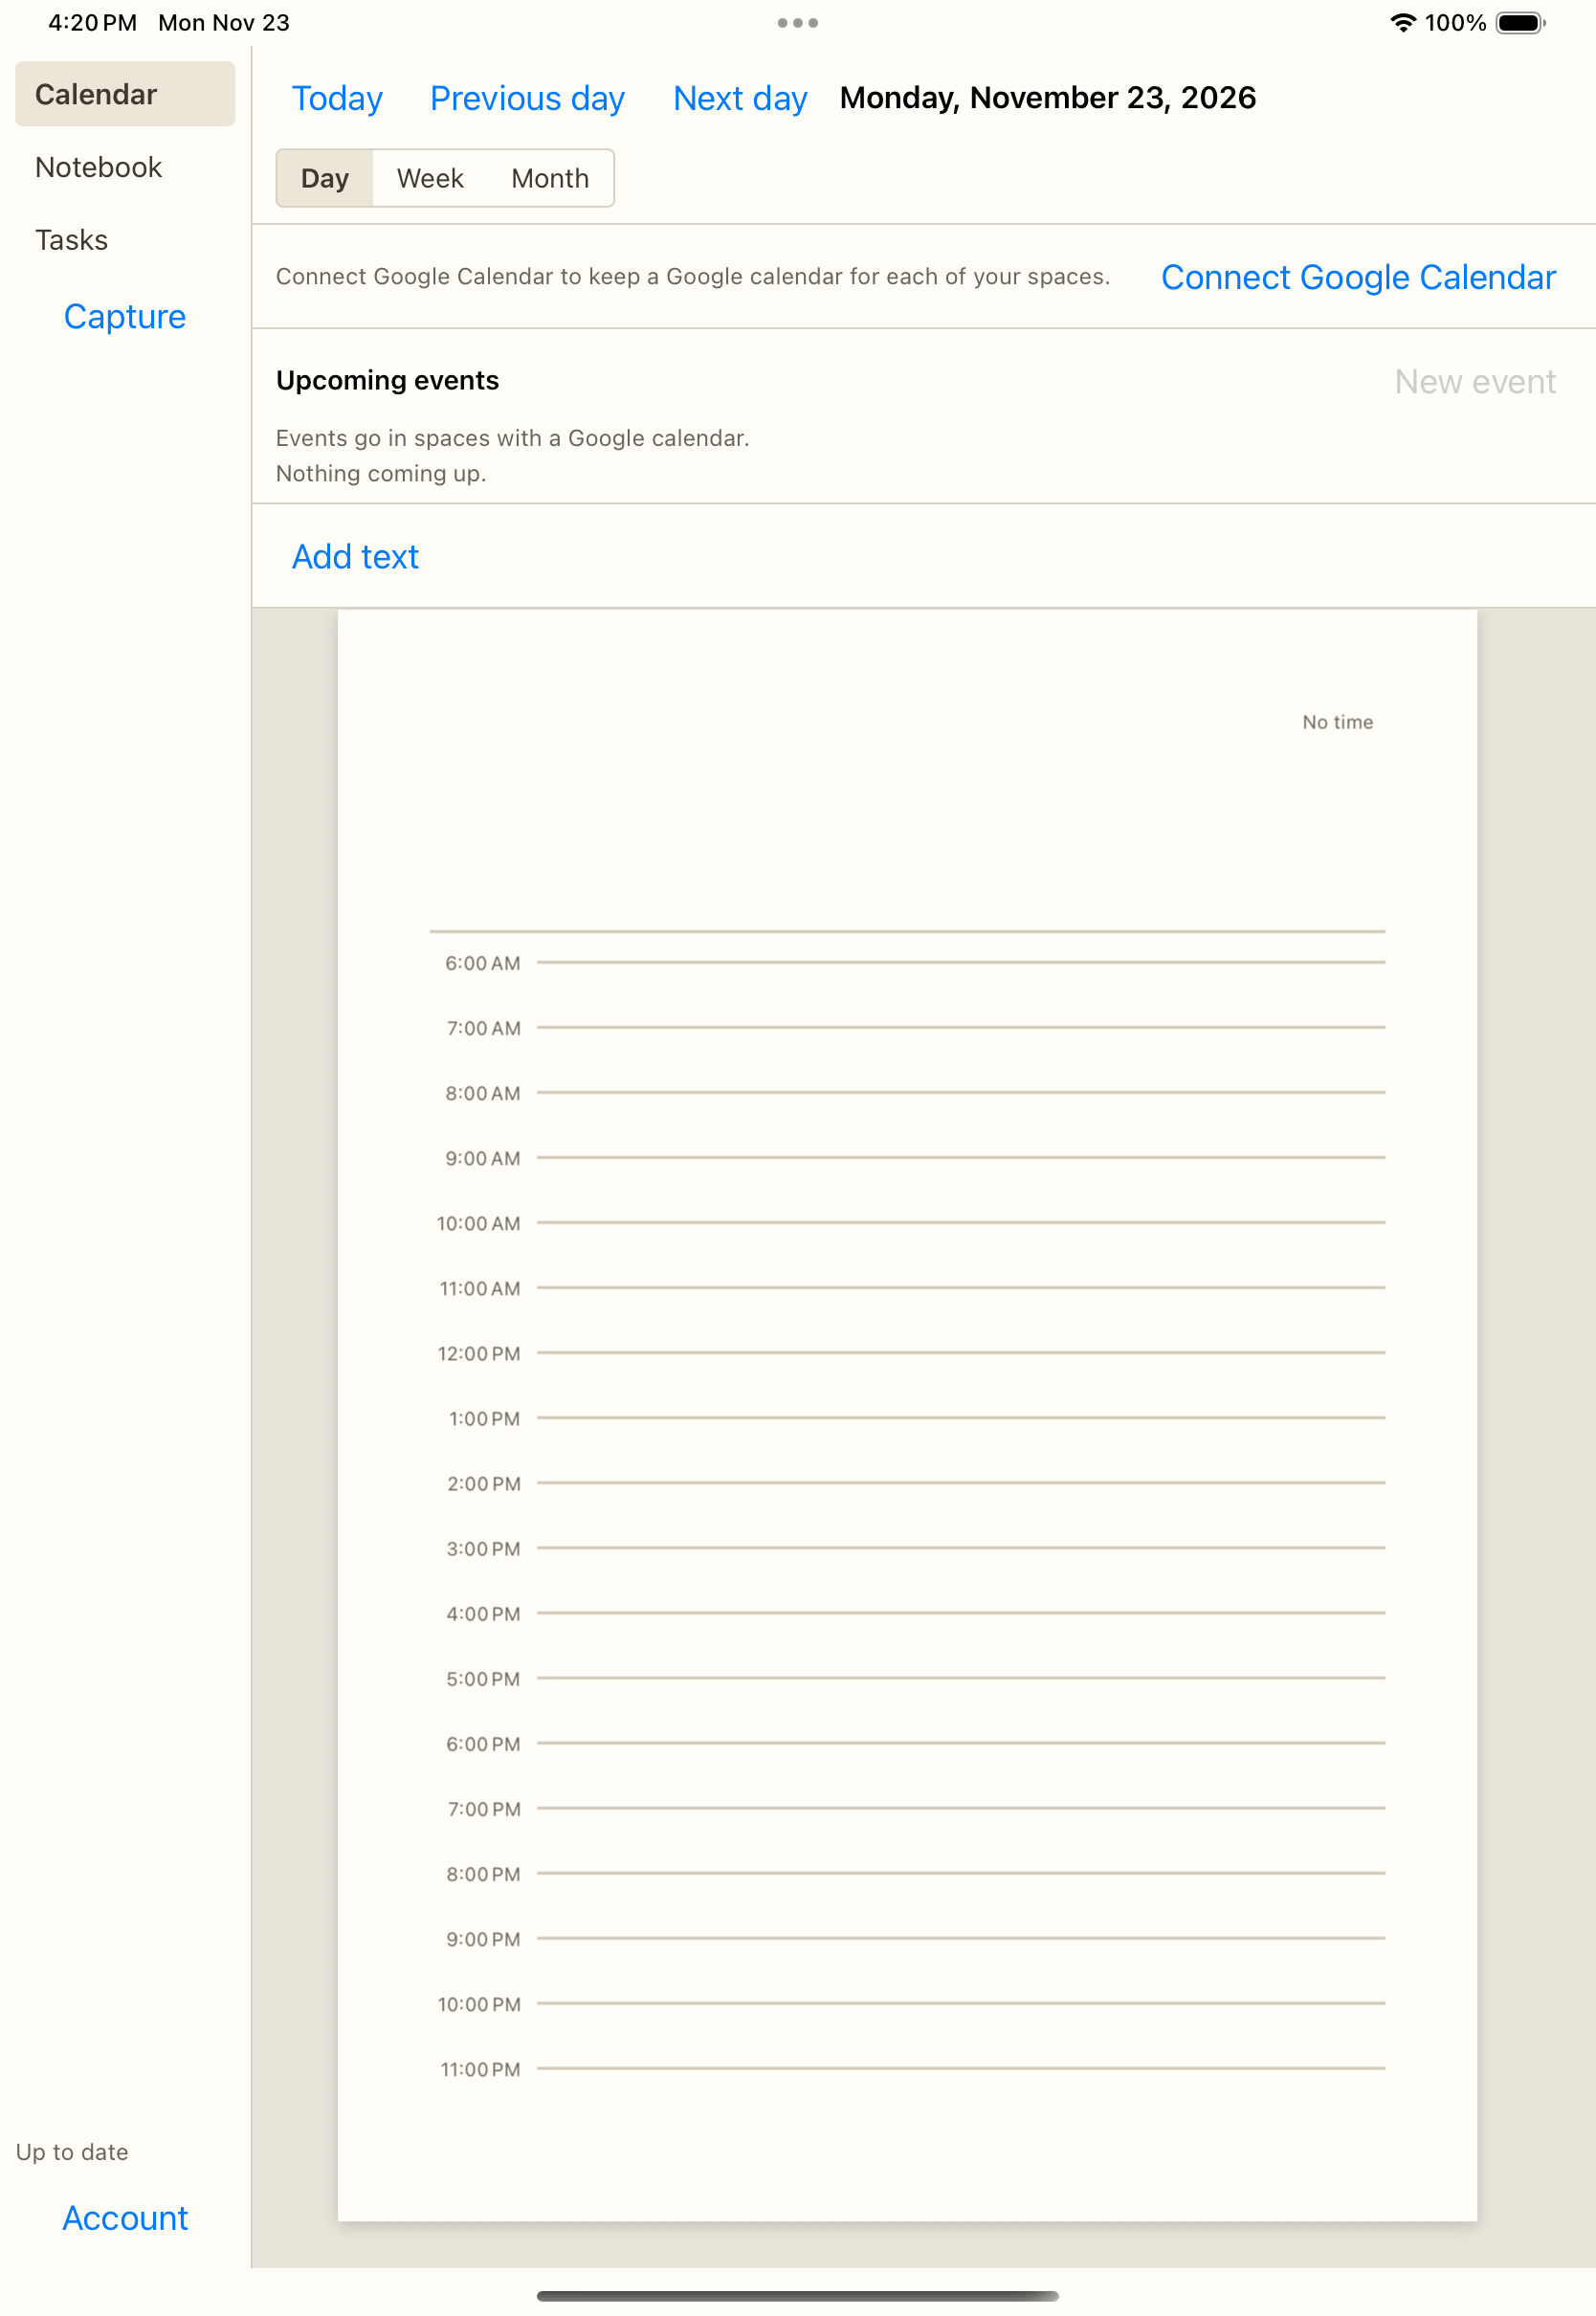 4:20 PM Mon Nov 23
100%
Calendar
Notebook
Tasks
Capture
Today Previous day Next day Monday, November 23, 2026
Day Week Month
Connect Google Calendar to keep a Google calendar for each of your spaces. Connect Google Calendar
Upcoming events New event
Events go in spaces with a Google calendar.
Nothing coming up.
Add text
No time
6:00 AM
7:00 AM
8:00 AM
9:00 AM
10:00 AM
11:00 AM
12:00 PM
1:00 PM
2:00 PM
3:00 PM
4:00 PM
5:00 PM
6:00 PM
7:00 PM
8:00 PM
9:00 PM
10:00 PM
11:00 PM
Up to date
Account